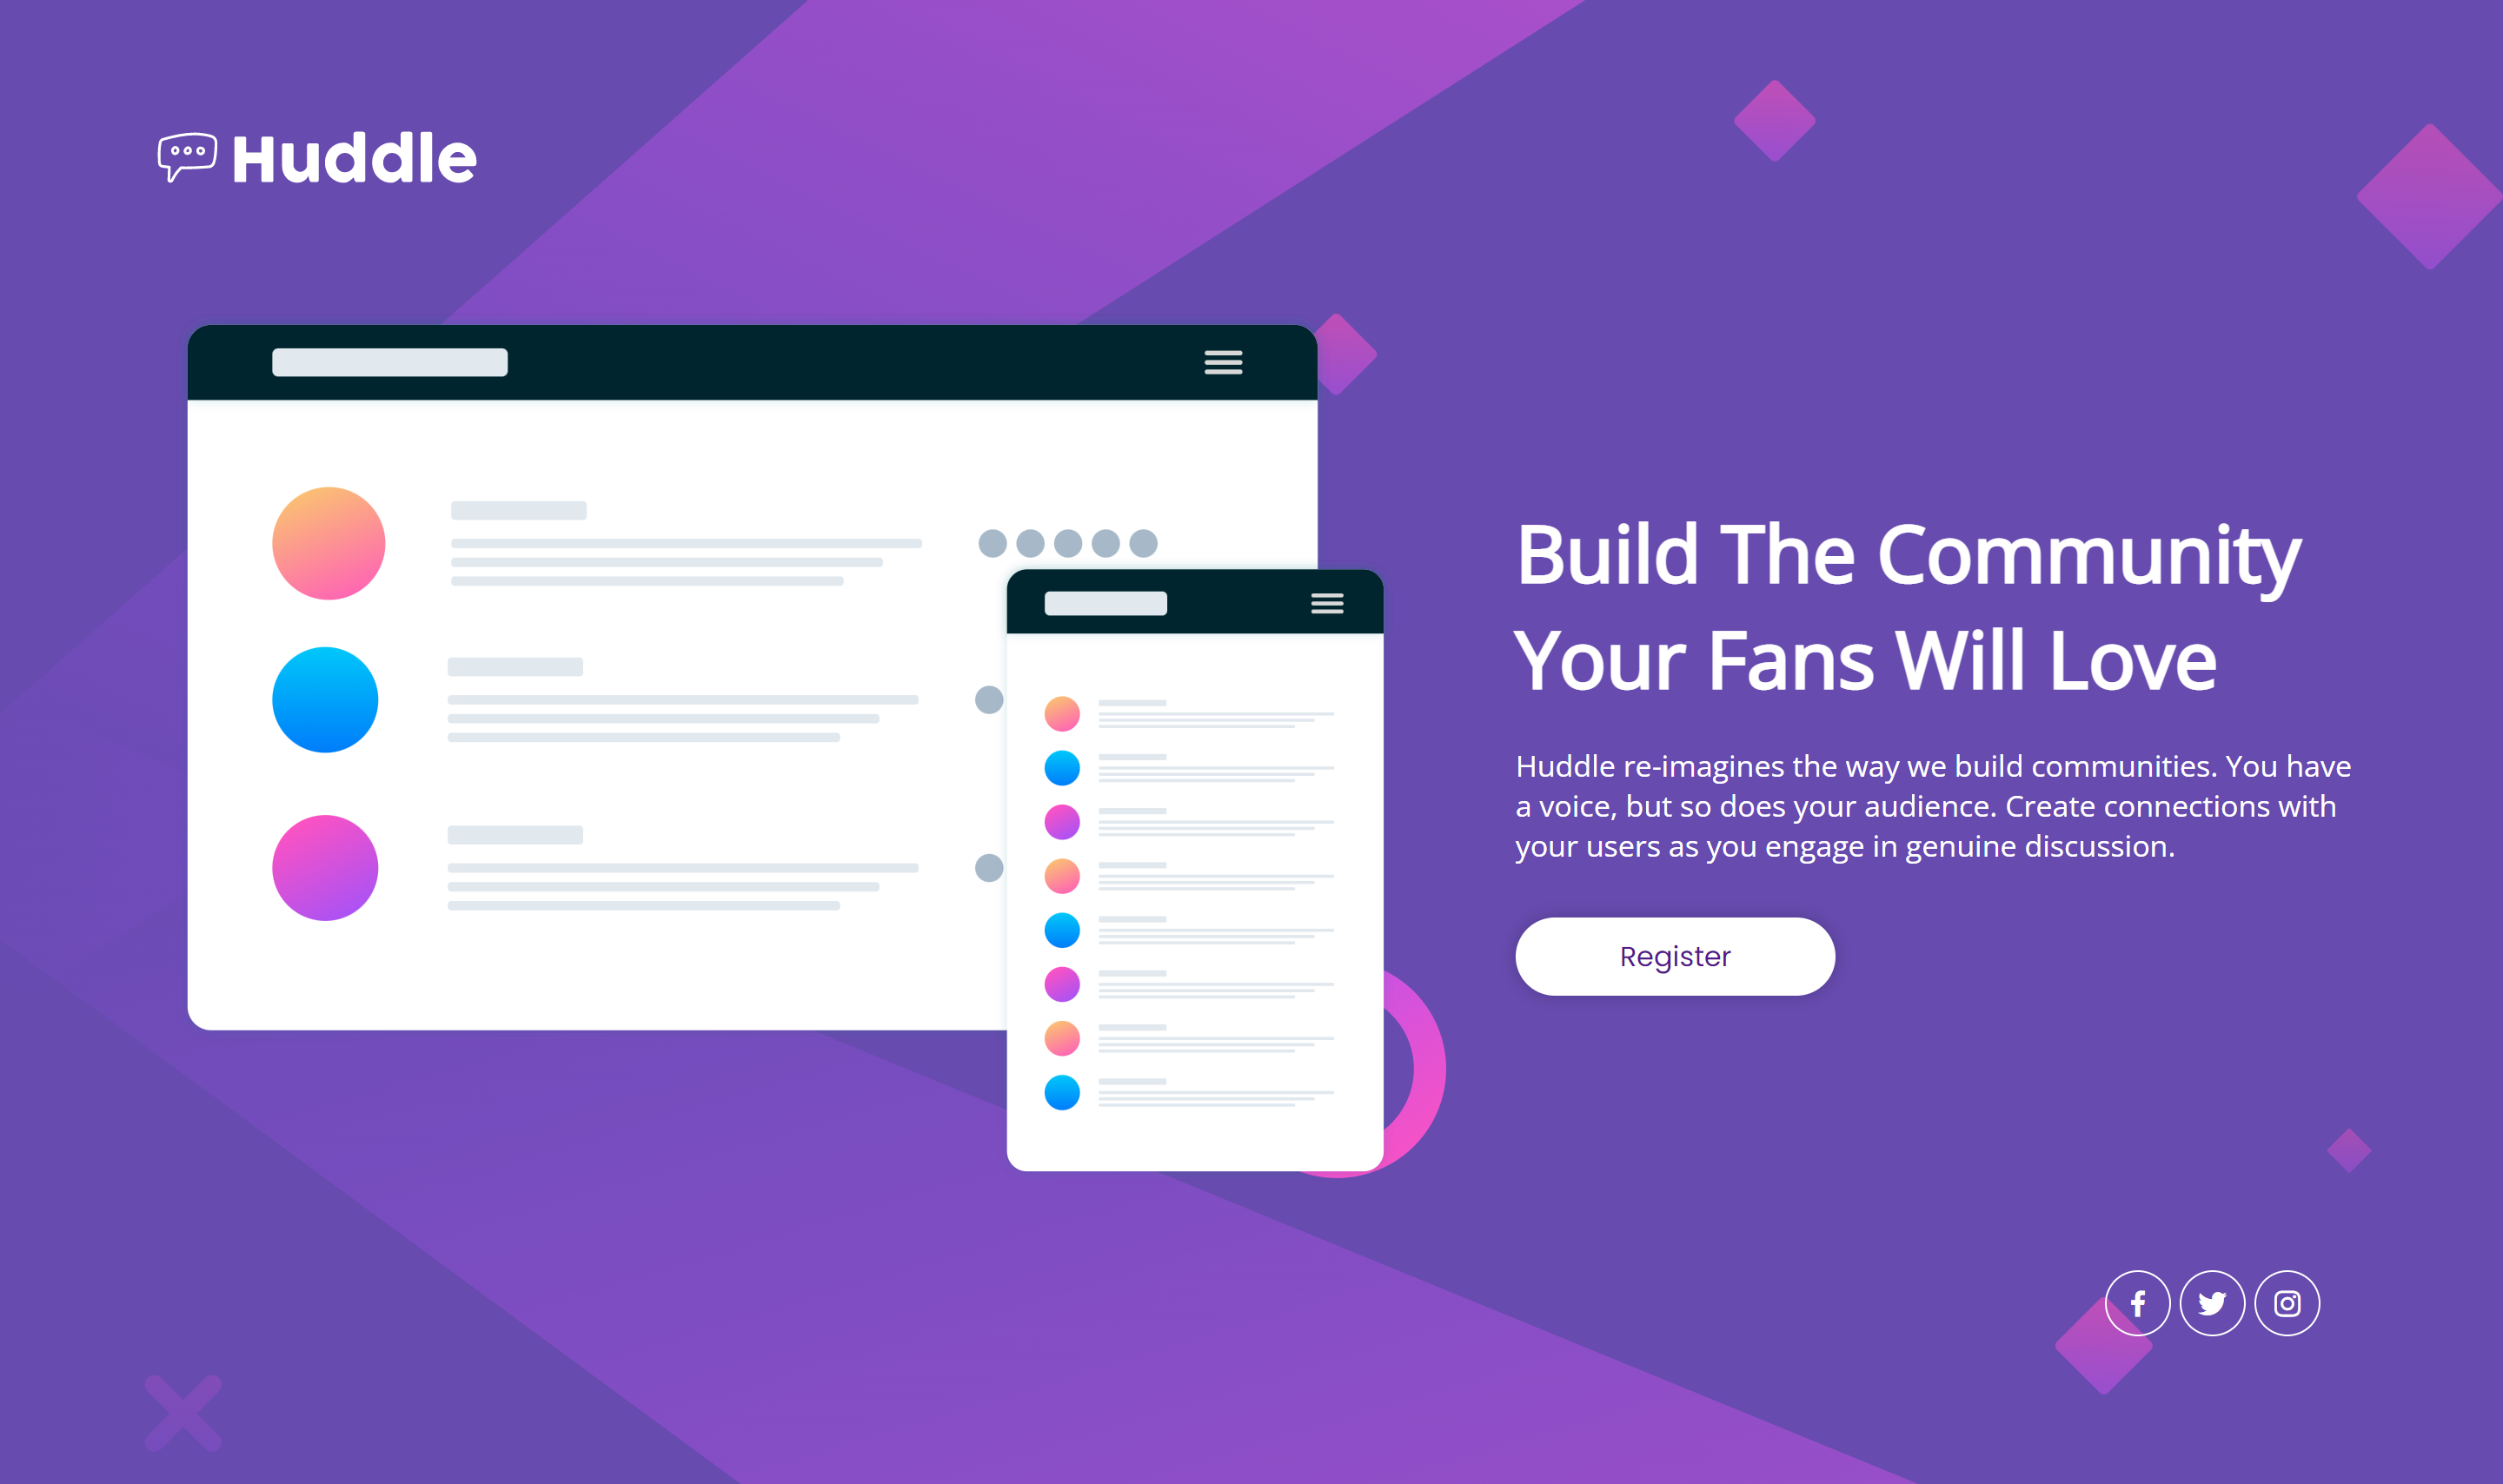 Huddle
Build The Community
Your Fans Will Love
Huddle re-imagines the way we build communities. You have
a voice, but so does your audience. Create connections with
your users as you engage in genuine discussion.
Register